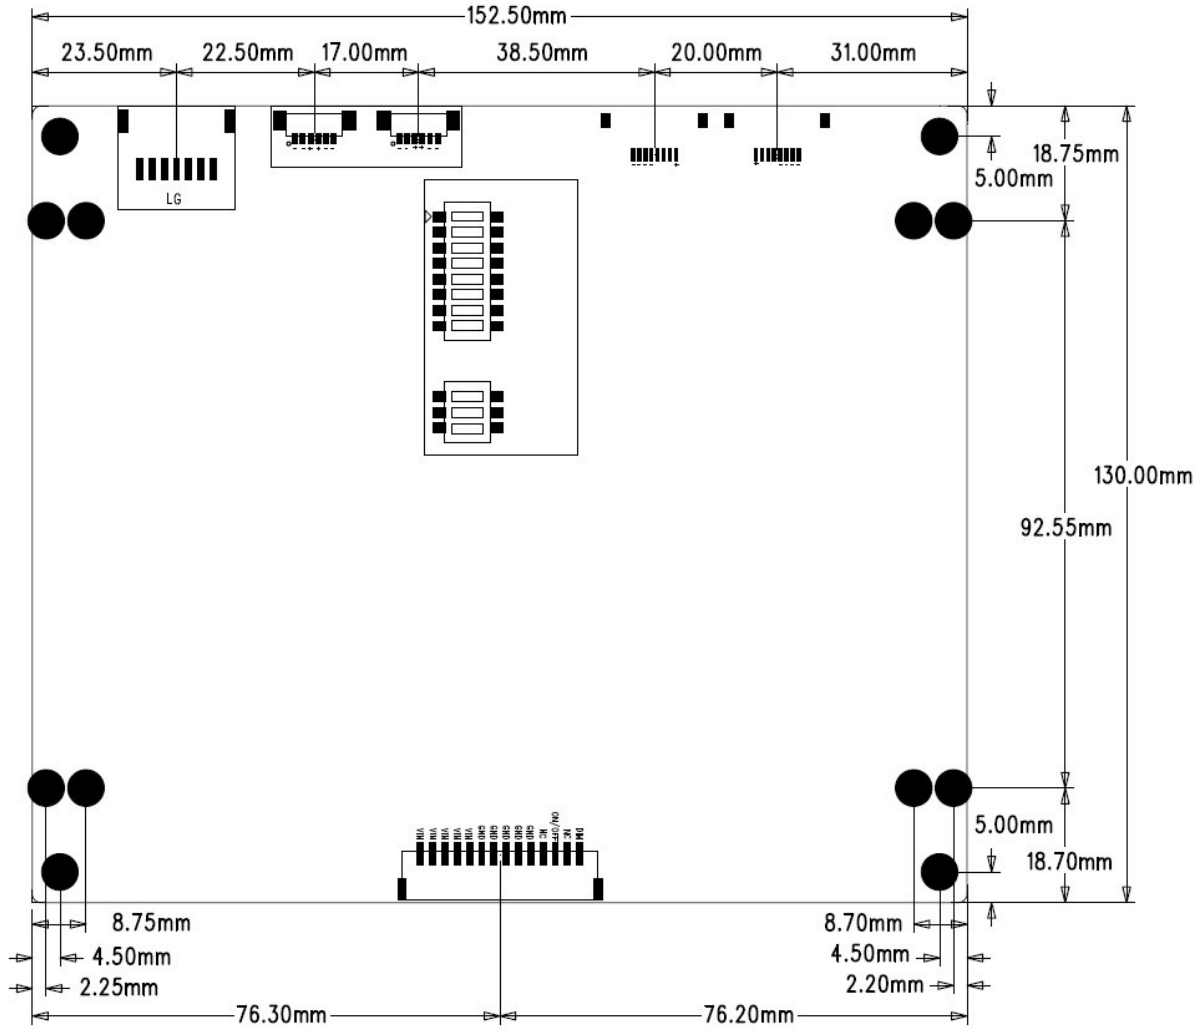 152.50mm
23.50mm 22.50mm 17.00mm 38.50mm 20.00mm 31.00mm
18.75mm
5.00mm
LG
130.00mm
92.55mm
VIN VIN VIN VIN VIN GND GND GND GND GND NC ON/OFF NC DIM
5.00mm
18.70mm
8.75mm 8.70mm
4.50mm 4.50mm
2.25mm 2.20mm
76.30mm 76.20mm